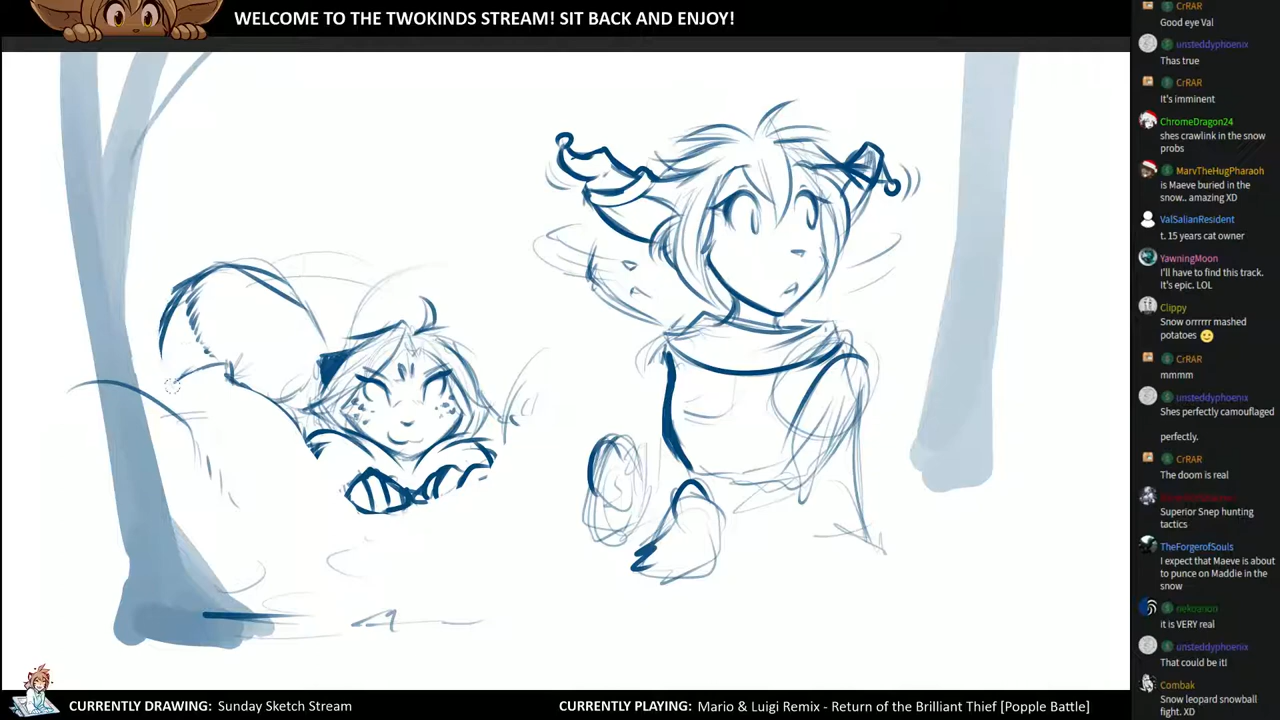 WELCOME TO THE TWOKINDS STREAM! SIT BACK AND ENJOY!
CrRAR
Good eye Val
unsteddyphoenix
Thas true
CrRAR
It's imminent
ChromeDragon24
shes crawlink in the snow
probs
MarvTheHugPharaoh
is Maeve buried in the
snow.. amazing XD
ValSalianResident
t. 15 years cat owner
YawningMoon
I'll have to find this track.
It's epic. LOL
Clippy
Snow orrrrrr mashed
potatoes
CrRAR
mmmm
unsteddyphoenix
Shes perfectly camouflaged
perfectly.
CrRAR
The doom is real
Superior Snep hunting
tactics
TheForgerofSouls
I expect that Maeve is about
to punce on Maddie in the
snow
nekonon
it is VERY real
unsteddyphoenix
That could be it!
Combak
Snow leopard snowball
fight. XD
CURRENTLY DRAWING: Sunday Sketch Stream
CURRENTLY PLAYING: Mario & Luigi Remix - Return of the Brilliant Thief [Popple Battle]